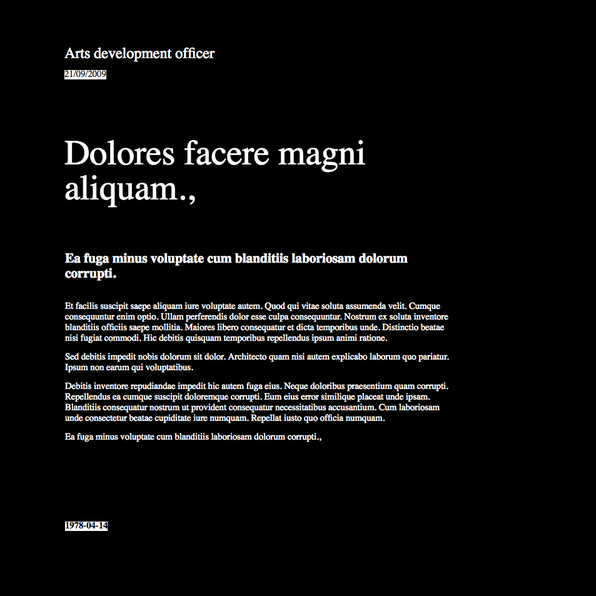 Arts development officer
21/09/2009
Dolores facere magni
aliquam.,
Ea fuga minus voluptate cum blanditiis laboriosam dolorum
corrupti.
Et facilis suscipit saepe aliquam iure voluptate autem. Quod qui vitae soluta assumenda velit. Cumque
consequuntur enim optio. Ullam perferendis dolor esse culpa consequuntur. Nostrum ex soluta inventore
blanditiis officiis saepe mollitia. Maiores libero consequatur et dicta temporibus unde. Distinctio beatae
nisi fugiat commodi. Hic debitis quisquam temporibus repellendus ipsum animi ratione.
Sed debitis impedit nobis dolorum sit dolor. Architecto quam nisi autem explicabo laborum quo pariatur.
Ipsum non earum qui voluptatibus.
Debitis inventore repudiandae impedit hic autem fuga eius. Neque doloribus praesentium quam corrupti.
Repellendus ea cumque suscipit doloremque corrupti. Eum eius error similique placeat unde ipsam.
Blanditiis consequatur nostrum ut provident consequatur necessitatibus accusantium. Cum laboriosam
unde consectetur beatae cupiditate iure numquam. Repellat iusto quo officia numquam.
Ea fuga minus voluptate cum blanditiis laboriosam dolorum corrupti.,
1978-04-14